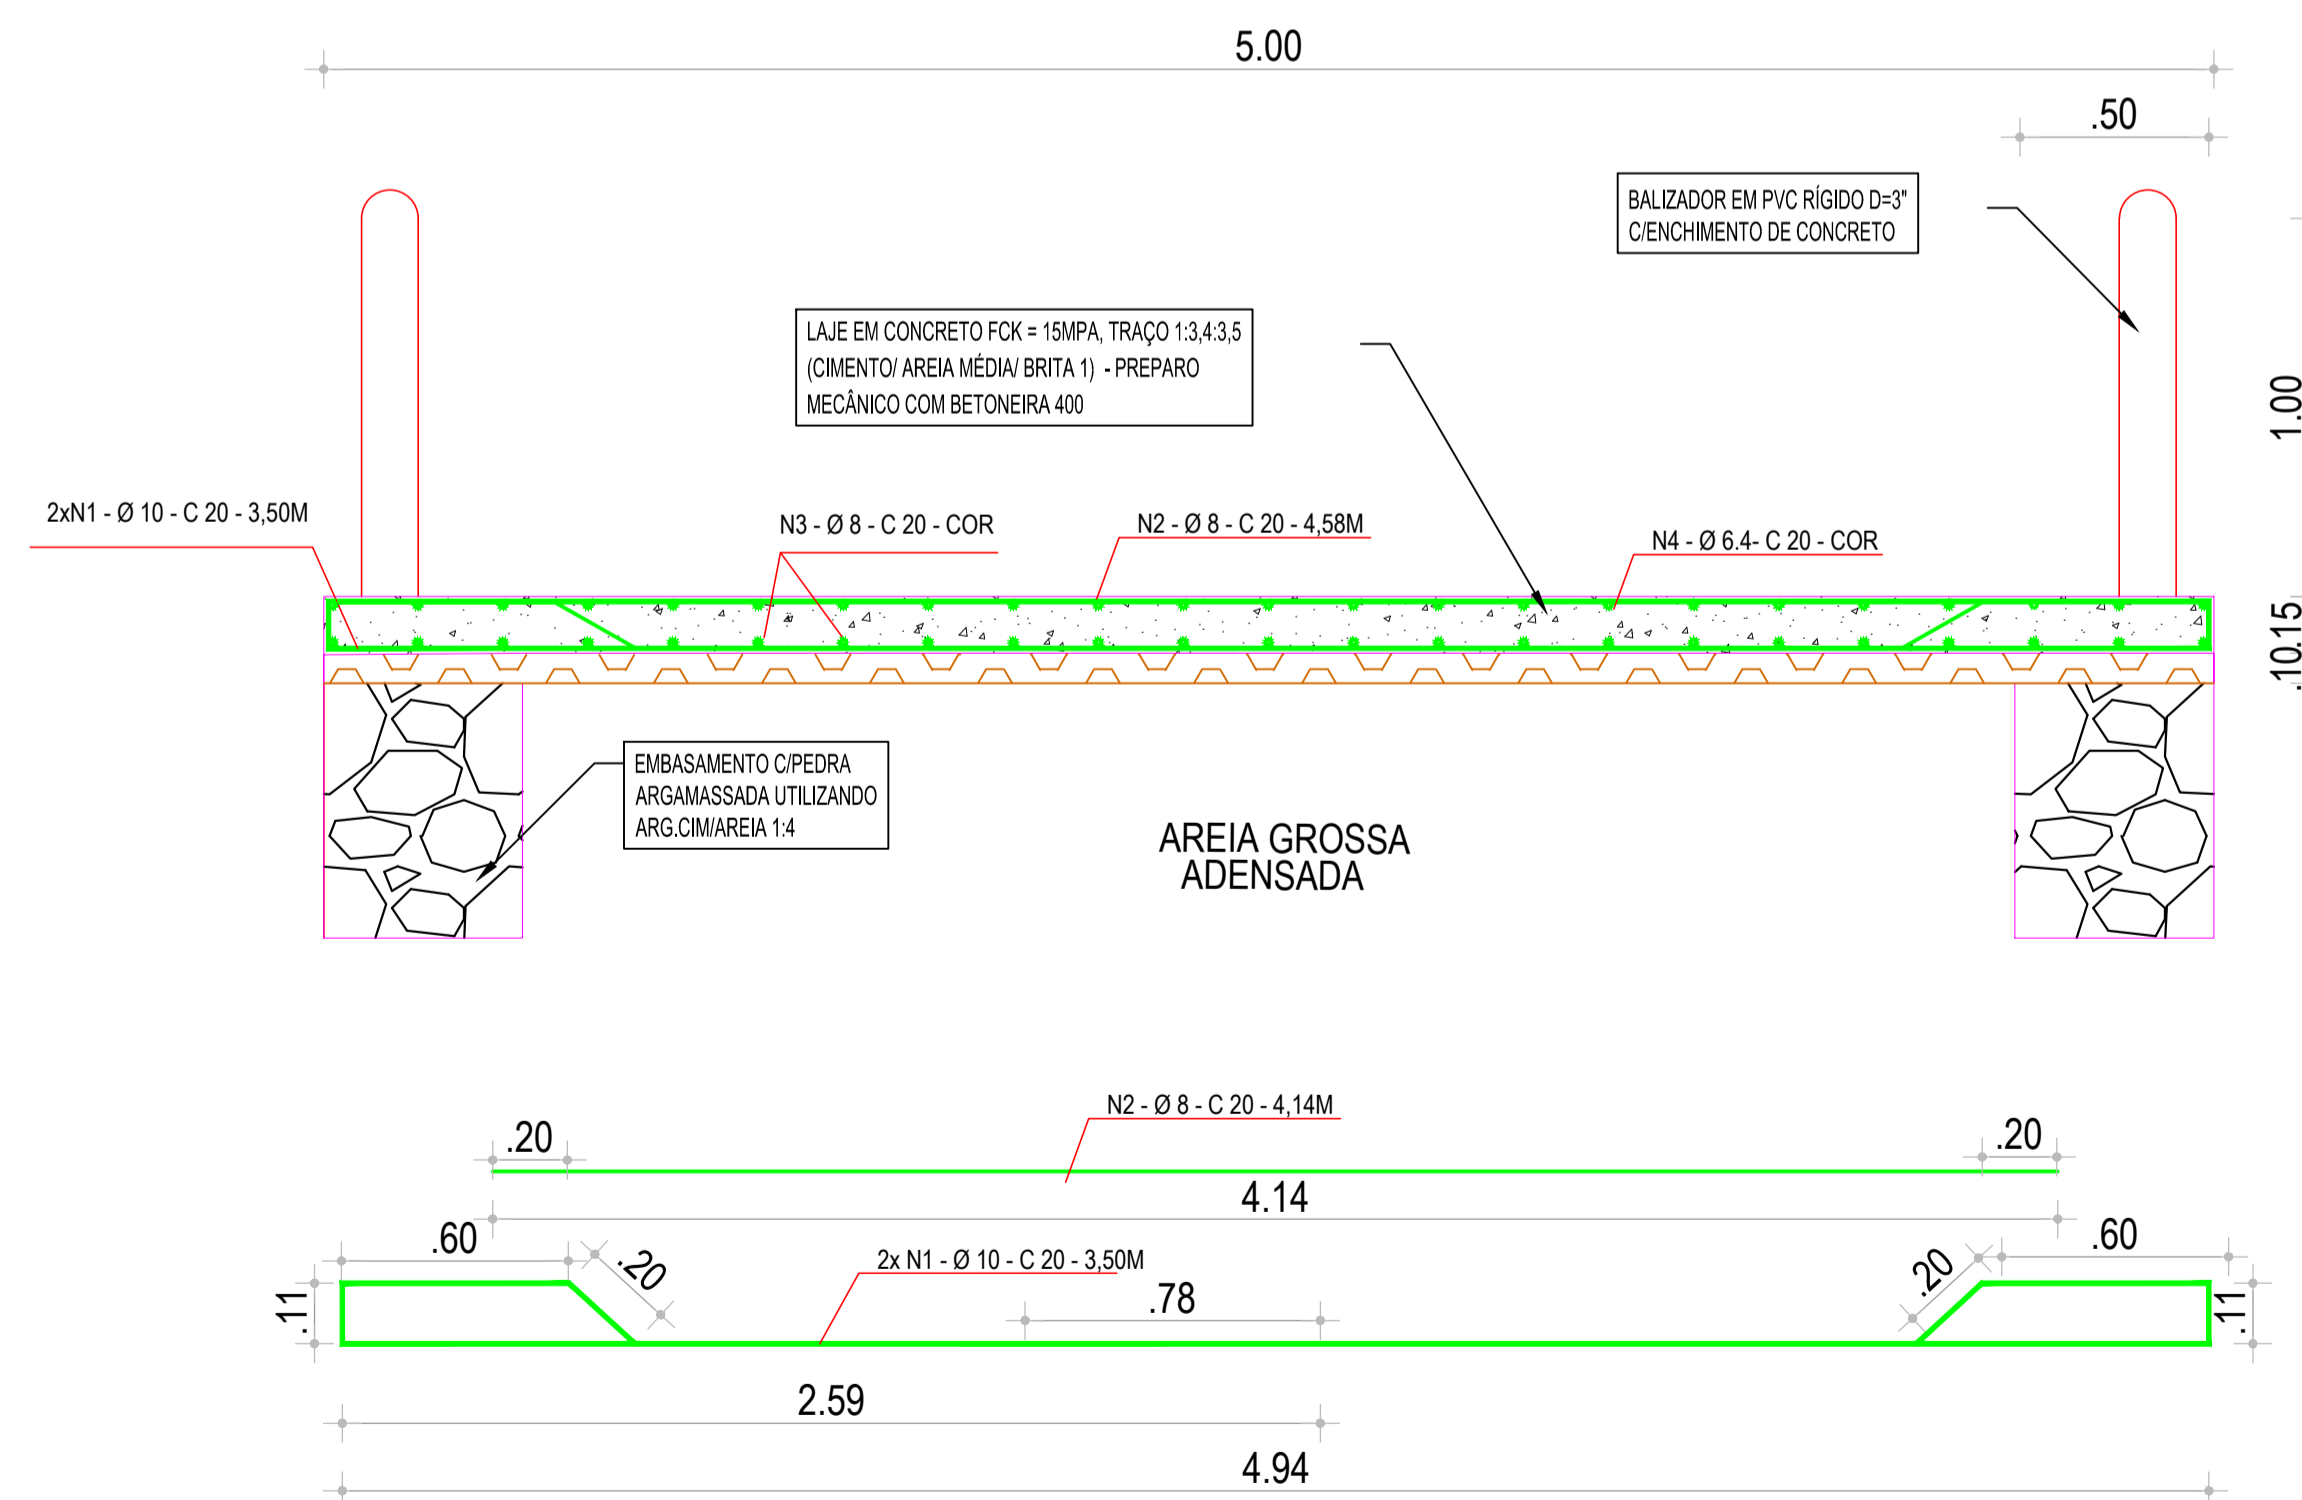 5.00
.50
BALIZADOR EM PVC RÍGIDO D=3"
C/ENCHIMENTO DE CONCRETO
LAJE EM CONCRETO FCK = 15MPA, TRAÇO 1:3,4:3,5
(CIMENTO/ AREIA MÉDIA/ BRITA 1) - PREPARO
MECÂNICO COM BETONEIRA 400
1.00
2xN1 - Ø 10 - C 20 - 3,50M
N3 - Ø 8 - C 20 - COR
N2 - Ø 8 - C 20 - 4,58M
N4 - Ø 6.4- C 20 - COR
.15
.10
EMBASAMENTO C/PEDRA
ARGAMASSADA UTILIZANDO
ARG.CIM/AREIA 1:4
AREIA GROSSA
ADENSADA
N2 - Ø 8 - C 20 - 4,14M
.20
.20
4.14
.60
.20
2x N1 - Ø 10 - C 20 - 3,50M
.20
.60
.11
.78
.11
2.59
4.94